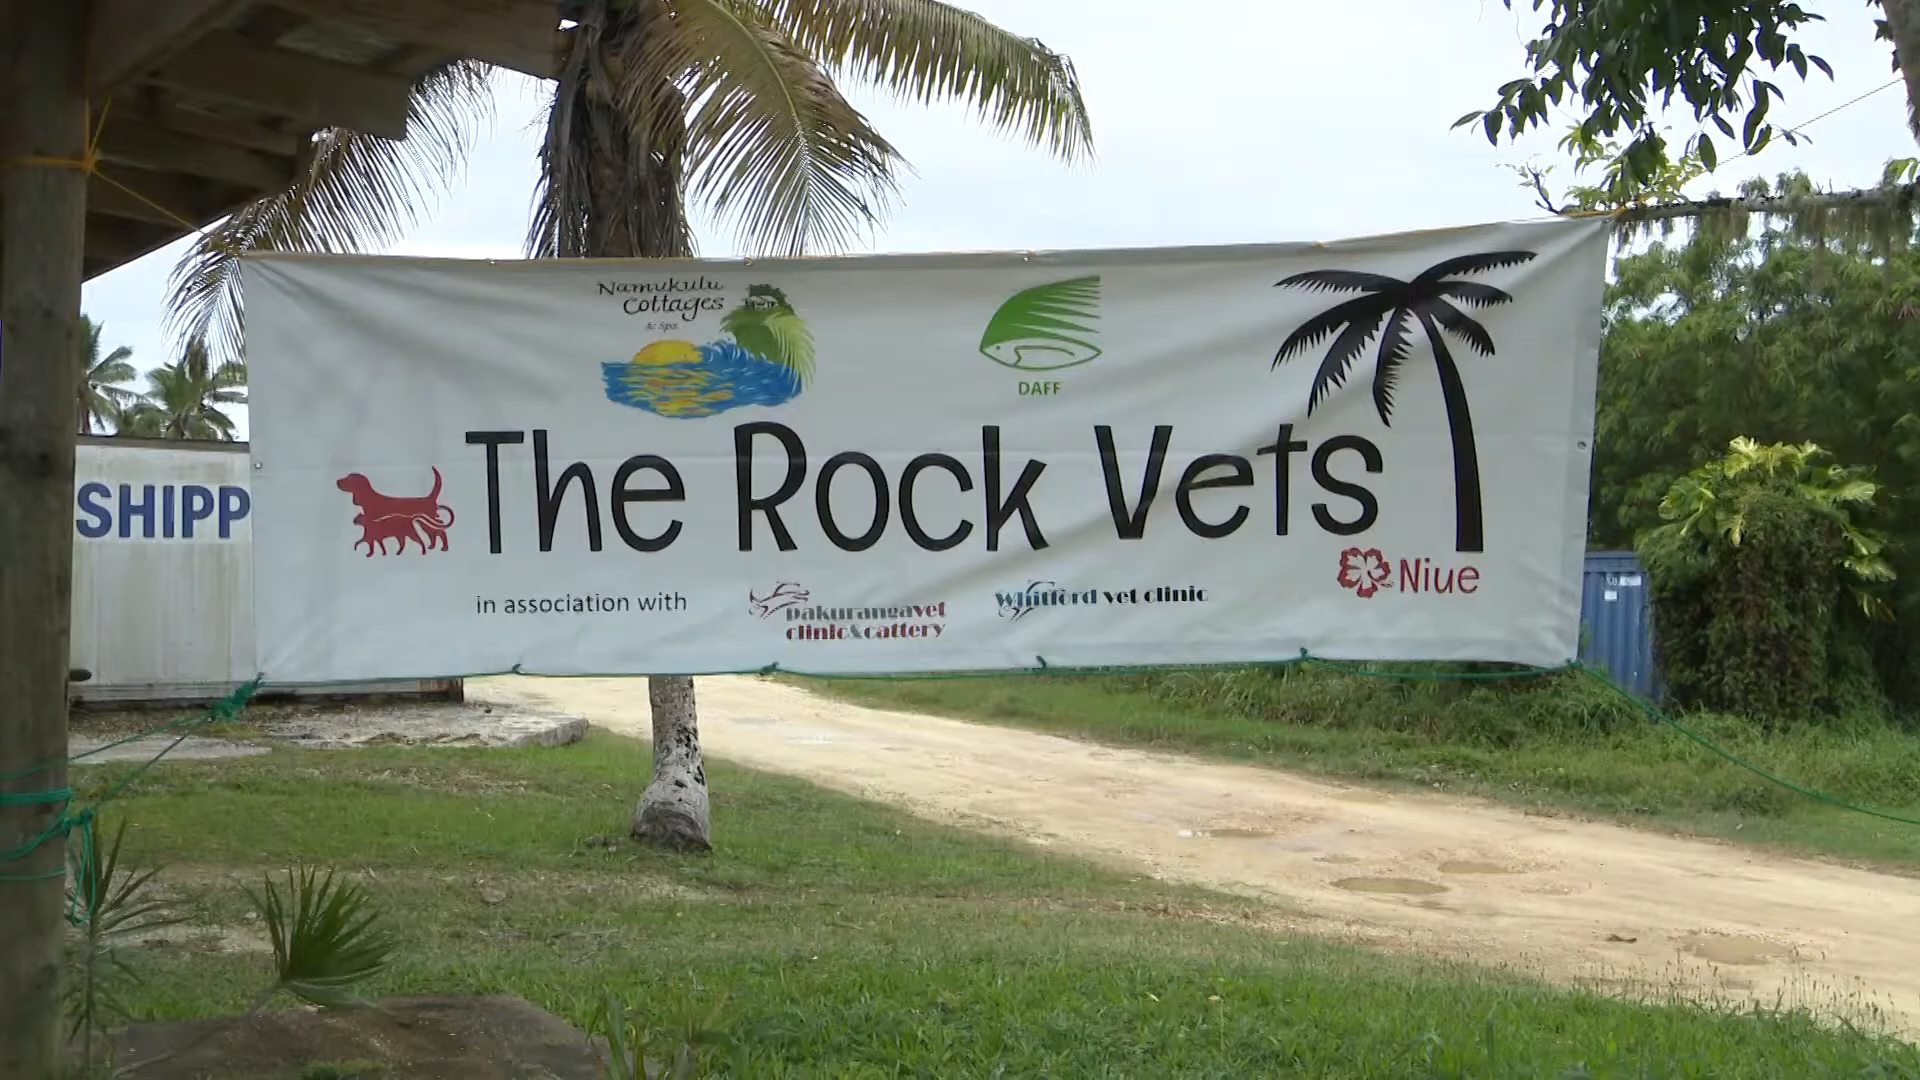 Namukulu
Cottages
& Spa
DAFF
The Rock Vets
SHIPP
in association with
pakurangavet
clinic&cattery
Whitford vet clinic
Niue